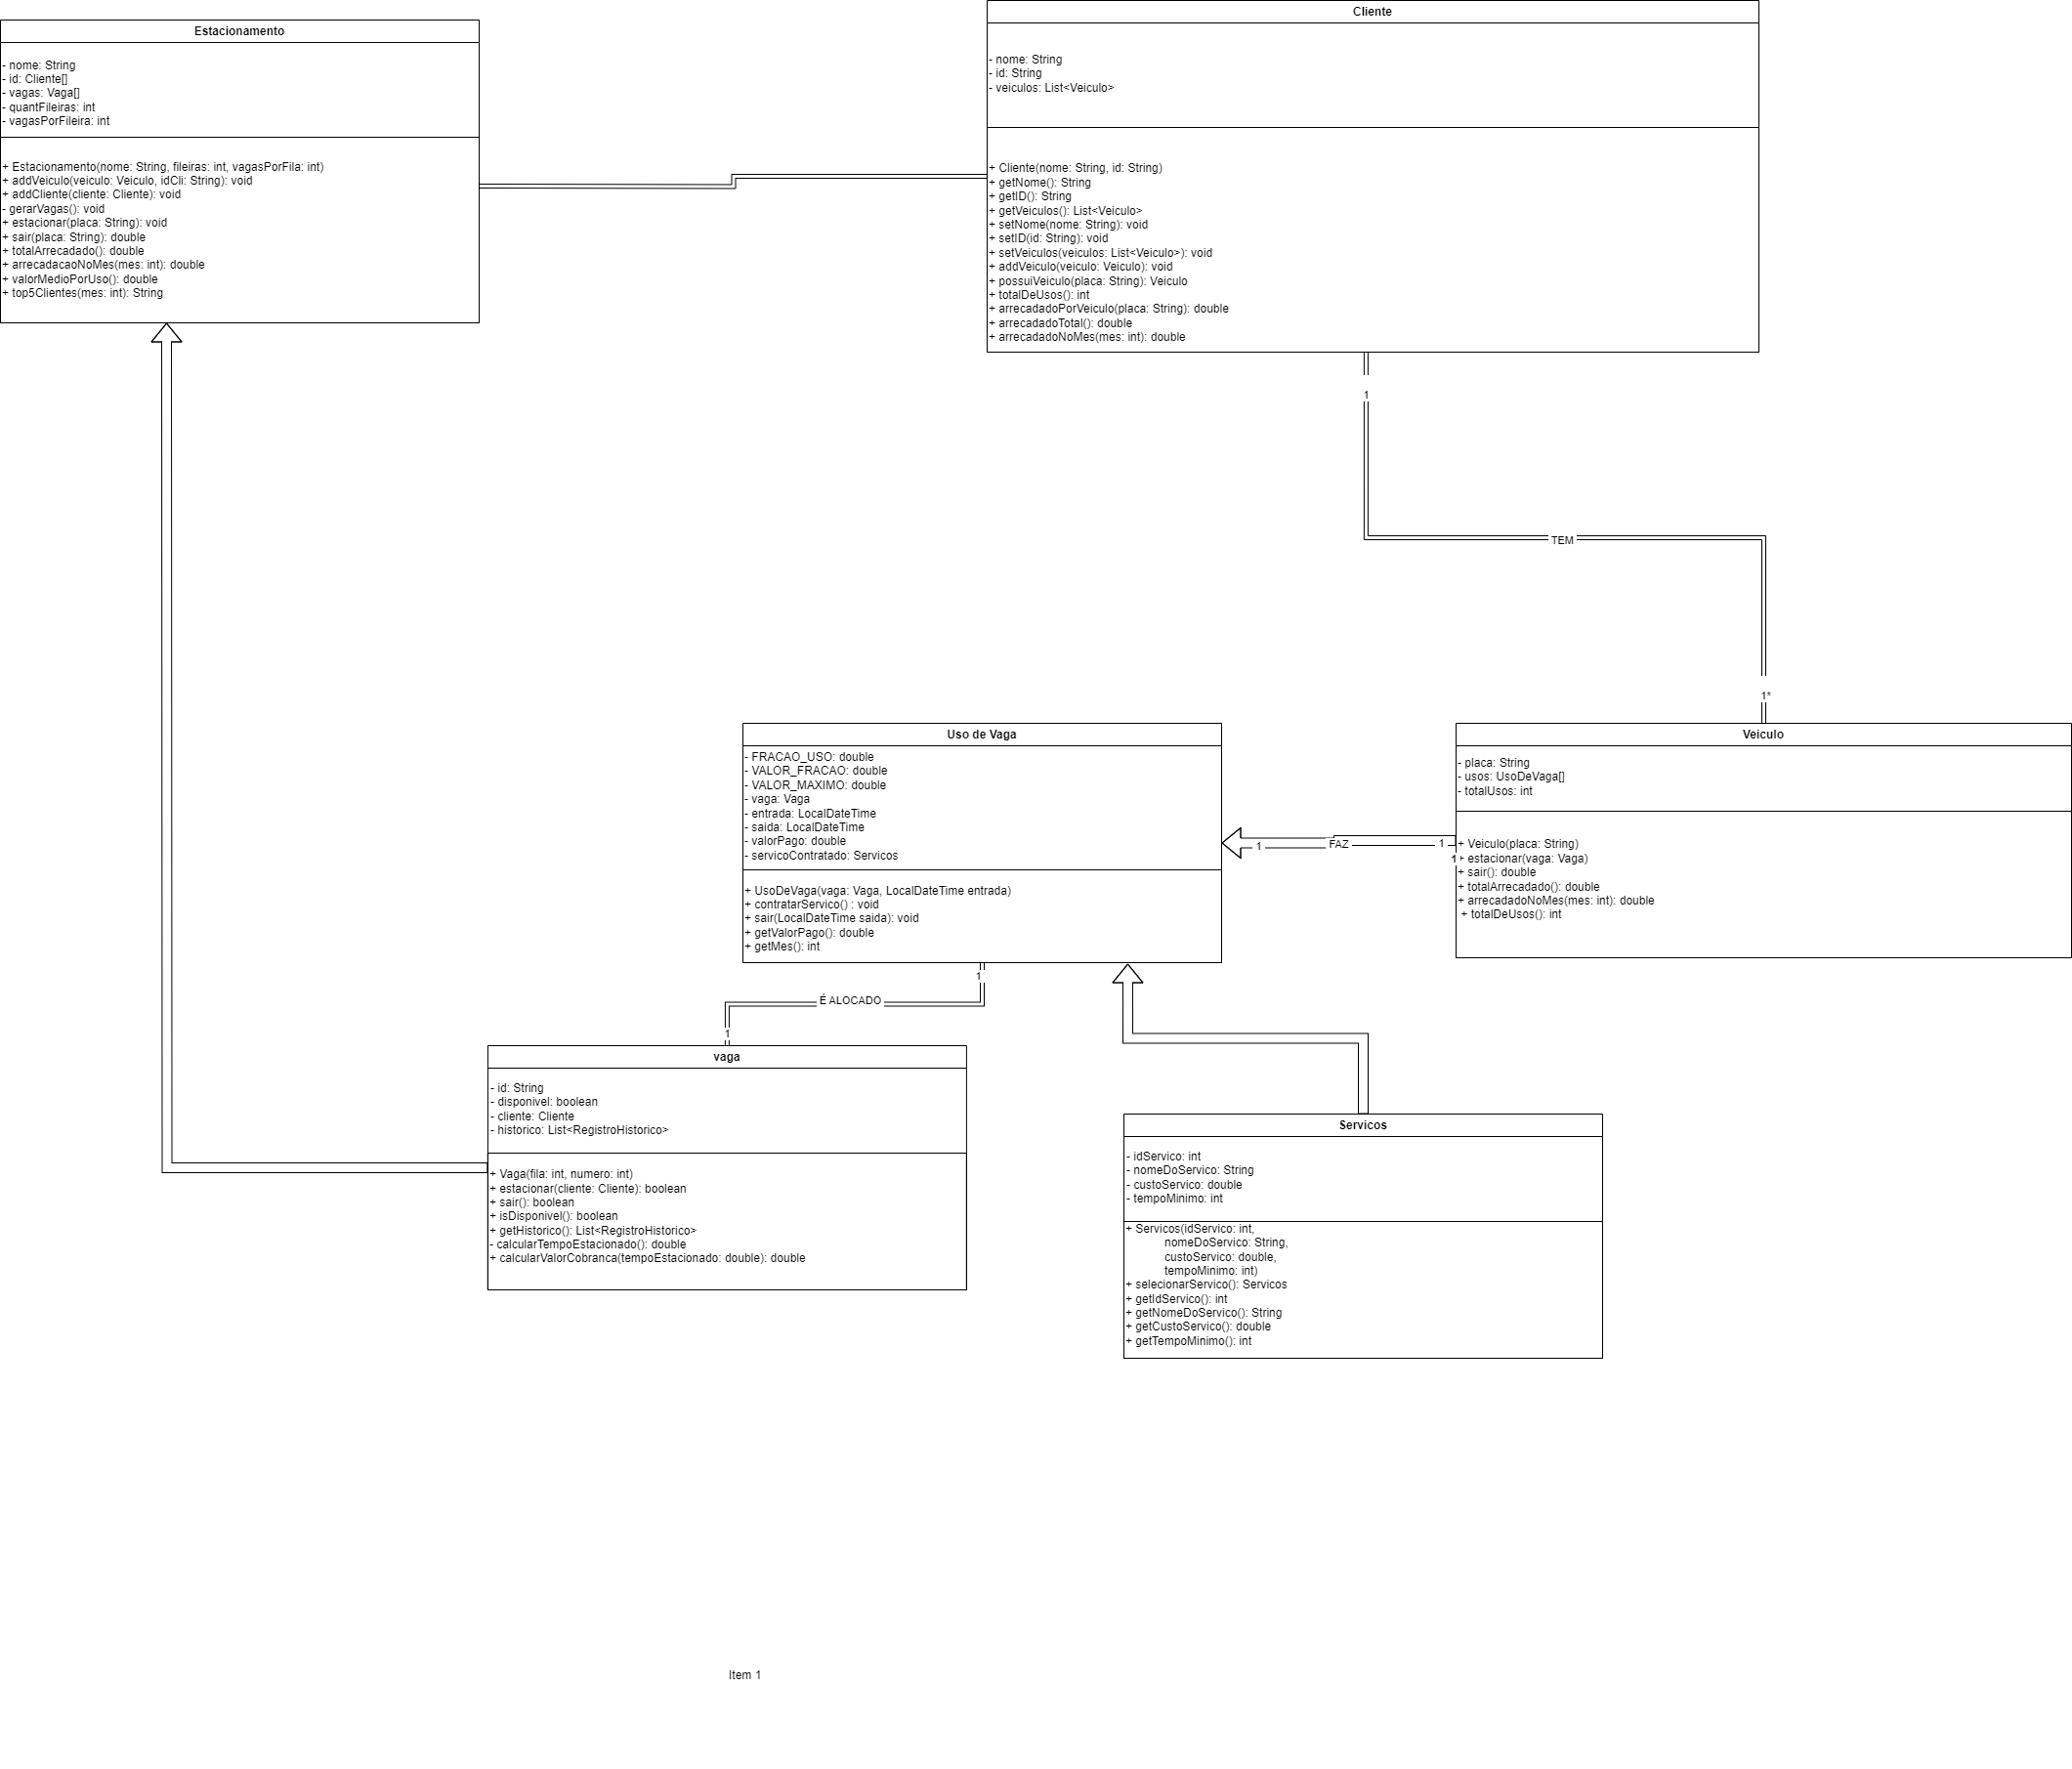 Estacionamento
- nome: String
- id: Cliente[]
- vagas: Vaga[]
- quantFileiras: int
- vagasPorFileira: int
+ Estacionamento(nome: String, fileiras: int, vagasPorFila: int)
+ addVeiculo(veiculo: Veiculo, idCli: String): void
+ addCliente(cliente: Cliente): void
- gerarVagas(): void
+ estacionar(placa: String): void
+ sair(placa: String): double
+ totalArrecadado(): double
+ arrecadacaoNoMes(mes: int): double
+ valorMedioPorUso(): double
+ top5Clientes(mes: int): String
Cliente
- nome: String
- id: String
- veiculos: List<Veiculo>
+ Cliente(nome: String, id: String)
+ getNome(): String
+ getID(): String
+ getVeiculos(): List<Veiculo>
+ setNome(nome: String): void
+ setID(id: String): void
+ setVeiculos(veiculos: List<Veiculo>): void
+ addVeiculo(veiculo: Veiculo): void
+ possuiVeiculo(placa: String): Veiculo
+ totalDeUsos(): int
+ arrecadadoPorVeiculo(placa: String): double
+ arrecadadoTotal(): double
+ arrecadadoNoMes(mes: int): double
1
TEM
1*
Uso de Vaga
- FRACAO_USO: double
- VALOR_FRACAO: double
- VALOR_MAXIMO: double
- vaga: Vaga
- entrada: LocalDateTime
- saida: LocalDateTime
- valorPago: double
- servicoContratado: Servicos
+ UsoDeVaga(vaga: Vaga, LocalDateTime entrada)
+ contratarServico() : void
+ sair(LocalDateTime saida): void
+ getValorPago(): double
+ getMes(): int
1
FAZ
1
1
Veiculo
- placa: String
- usos: UsoDeVaga[]
- totalUsos: int
+ Veiculo(placa: String)
+ estacionar(vaga: Vaga)
+ sair(): double
+ totalArrecadado(): double
+ arrecadadoNoMes(mes: int): double
+ totalDeUsos(): int
1
É ALOCADO
1
vaga
- id: String
- disponivel: boolean
- cliente: Cliente
- historico: List<RegistroHistorico>
+ Vaga(fila: int, numero: int)
+ estacionar(cliente: Cliente): boolean
+ sair(): boolean
+ isDisponivel(): boolean
+ getHistorico(): List<RegistroHistorico>
- calcularTempoEstacionado(): double
+ calcularValorCobranca(tempoEstacionado: double): double
Servicos
- idServico: int
- nomeDoServico: String
- custoServico: double
- tempoMinimo: int
+ Servicos(idServico: int,
nomeDoServico: String,
custoServico: double,
tempoMinimo: int)
+ selecionarServico(): Servicos
+ getIdServico(): int
+ getNomeDoServico(): String
+ getCustoServico(): double
+ getTempoMinimo(): int
Item 1